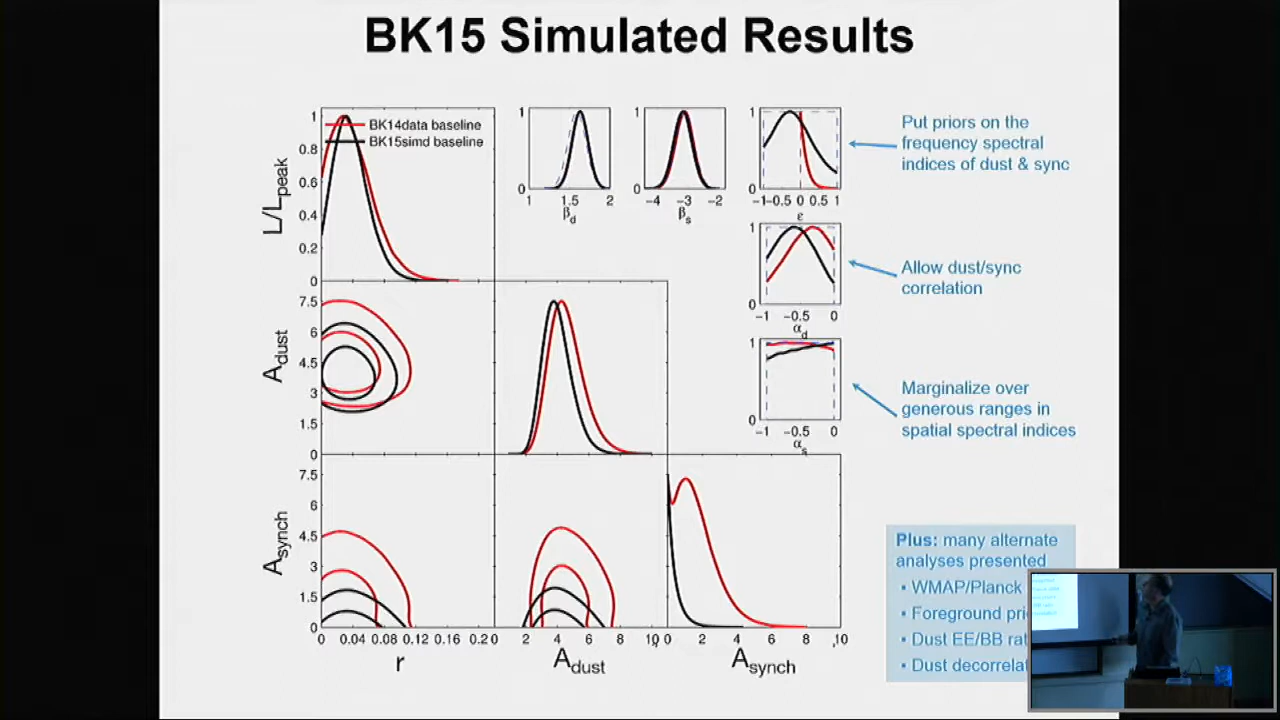 BK15 Simulated Results
BK14data baseline
BK15simd baseline
L/L_peak
1
0.8
0.6
0.4
0.2
0
1
0
1 1.5 2
β_d
1
0
−4 −3 −2
β_s
1
0
−1 −0.5 0 0.5 1
ε
Put priors on the
frequency spectral
indices of dust & sync
1
0
−1 −0.5 0
α_d
Allow dust/sync
correlation
1
0
−1 −0.5 0
α_s
Marginalize over
generous ranges in
spatial spectral indices
A_dust
7.5
6
4.5
3
1.5
0
A_synch
7.5
6
4.5
3
1.5
0
0 0.04 0.08 0.12 0.16 0.2
r
0 2 4 6 8 10
A_dust
0 2 4 6 8 10
A_synch
Plus: many alternate
analyses presented
• WMAP/Planck
• Foreground
• Dust EE/BB
• Dust